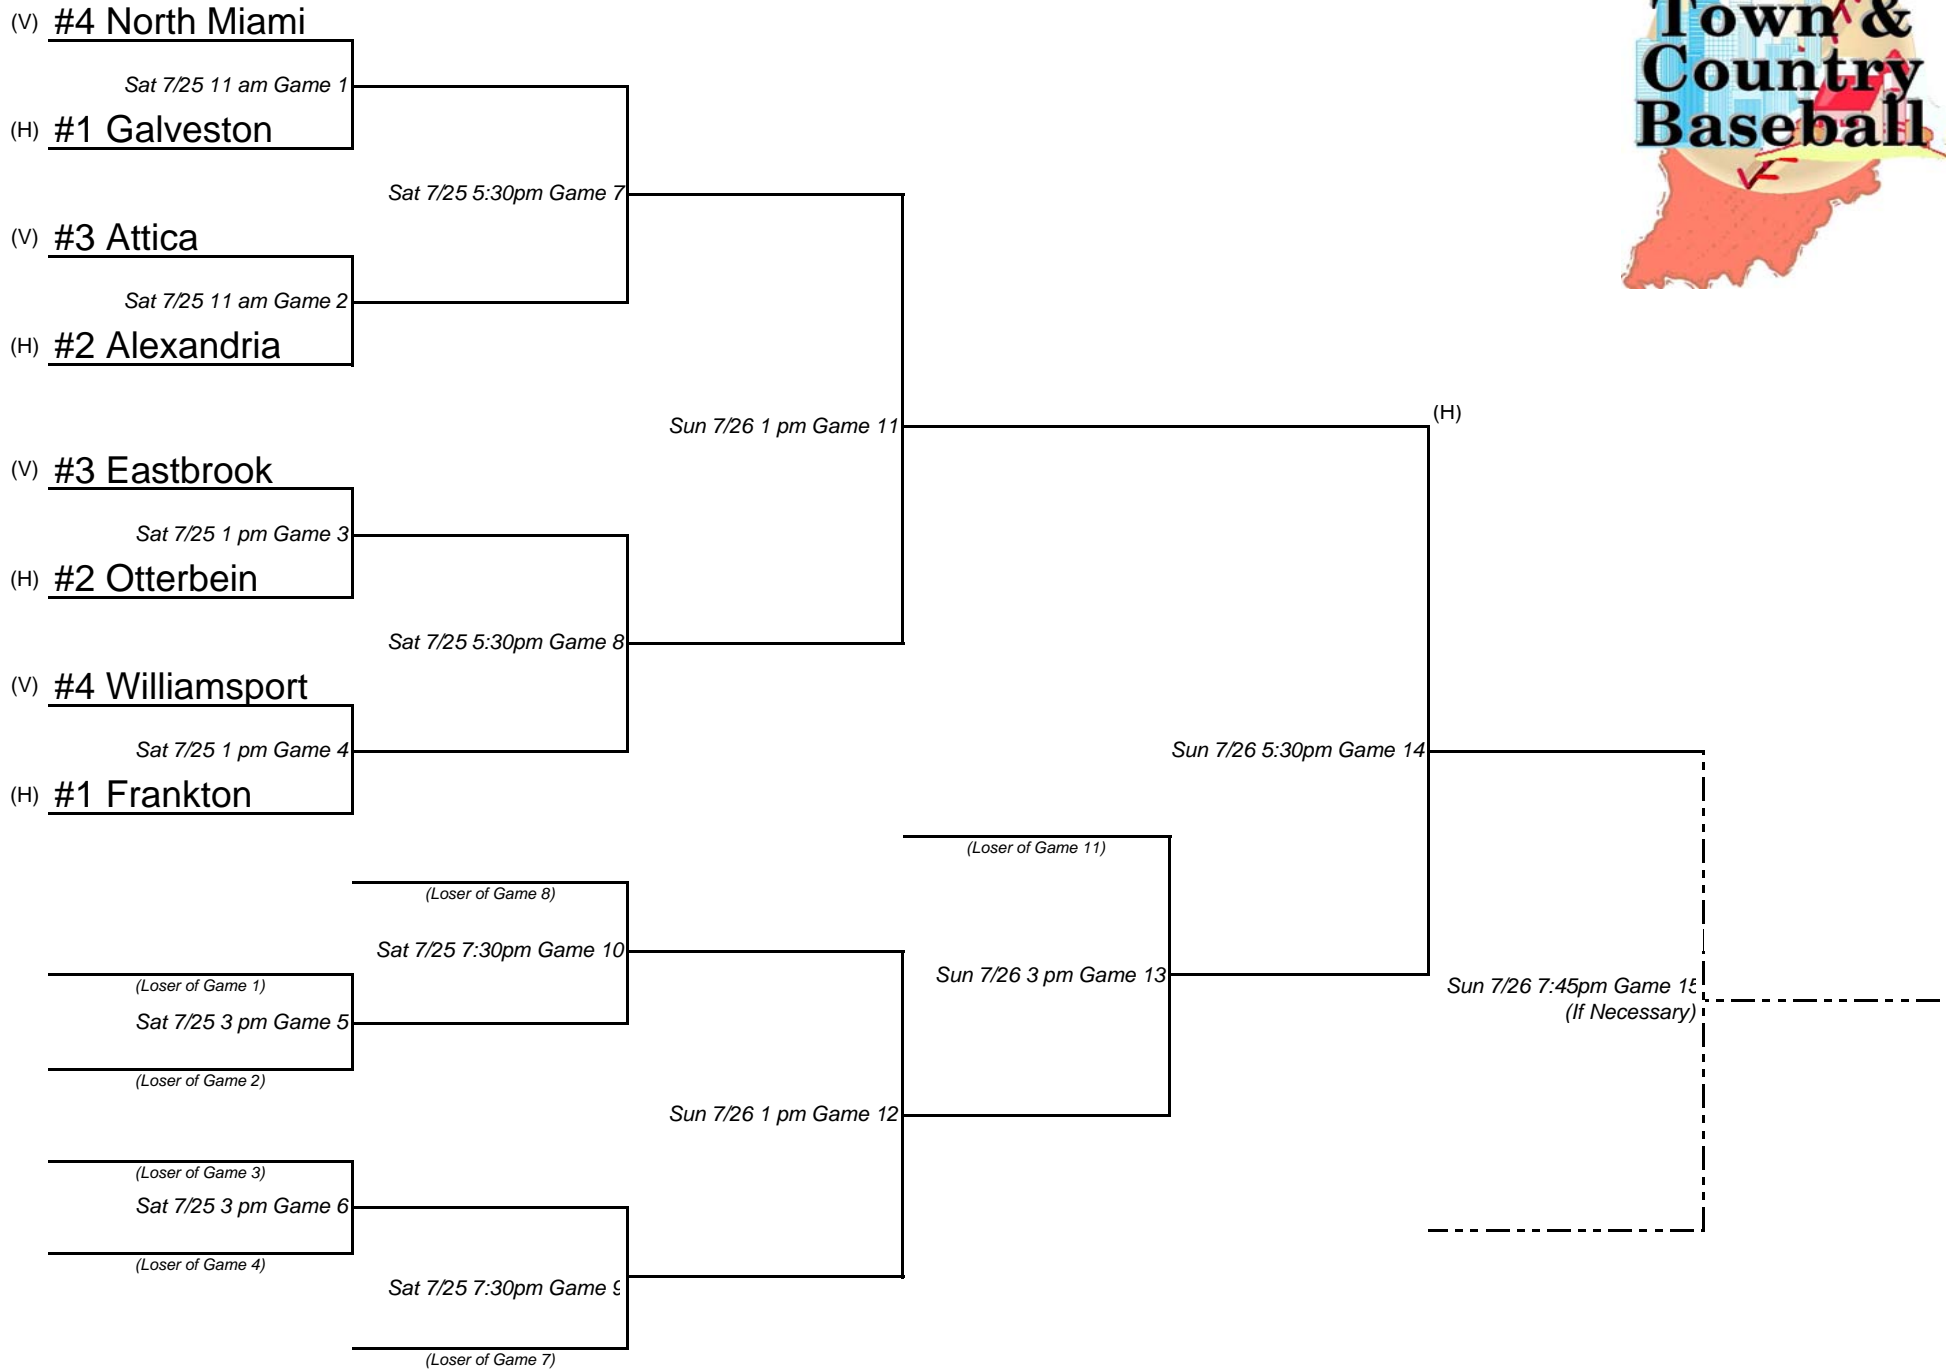 Town &
Country
Baseball
(V) #4 North Miami
Sat 7/25 11 am Game 1
(H) #1 Galveston
Sat 7/25 5:30pm Game 7
(V) #3 Attica
Sat 7/25 11 am Game 2
(H) #2 Alexandria
(H)
Sun 7/26 1 pm Game 11
(V) #3 Eastbrook
Sat 7/25 1 pm Game 3
(H) #2 Otterbein
Sat 7/25 5:30pm Game 8
(V) #4 Williamsport
Sat 7/25 1 pm Game 4
Sun 7/26 5:30pm Game 14
(H) #1 Frankton
(Loser of Game 11)
(Loser of Game 8)
Sat 7/25 7:30pm Game 10
Sun 7/26 3 pm Game 13
(Loser of Game 1)
Sun 7/26 7:45pm Game 15
(If Necessary)
Sat 7/25 3 pm Game 5
(Loser of Game 2)
Sun 7/26 1 pm Game 12
(Loser of Game 3)
Sat 7/25 3 pm Game 6
(Loser of Game 4)
Sat 7/25 7:30pm Game 9
(Loser of Game 7)